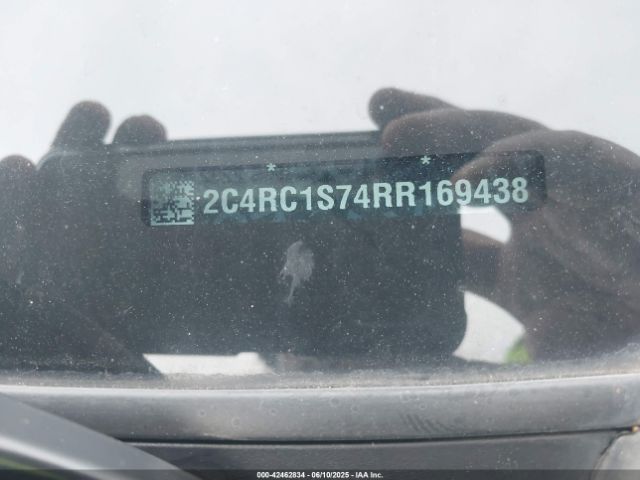 * *
2C4RC1S74RR169438
000-42462834 - 06/10/2025 - IAA Inc.